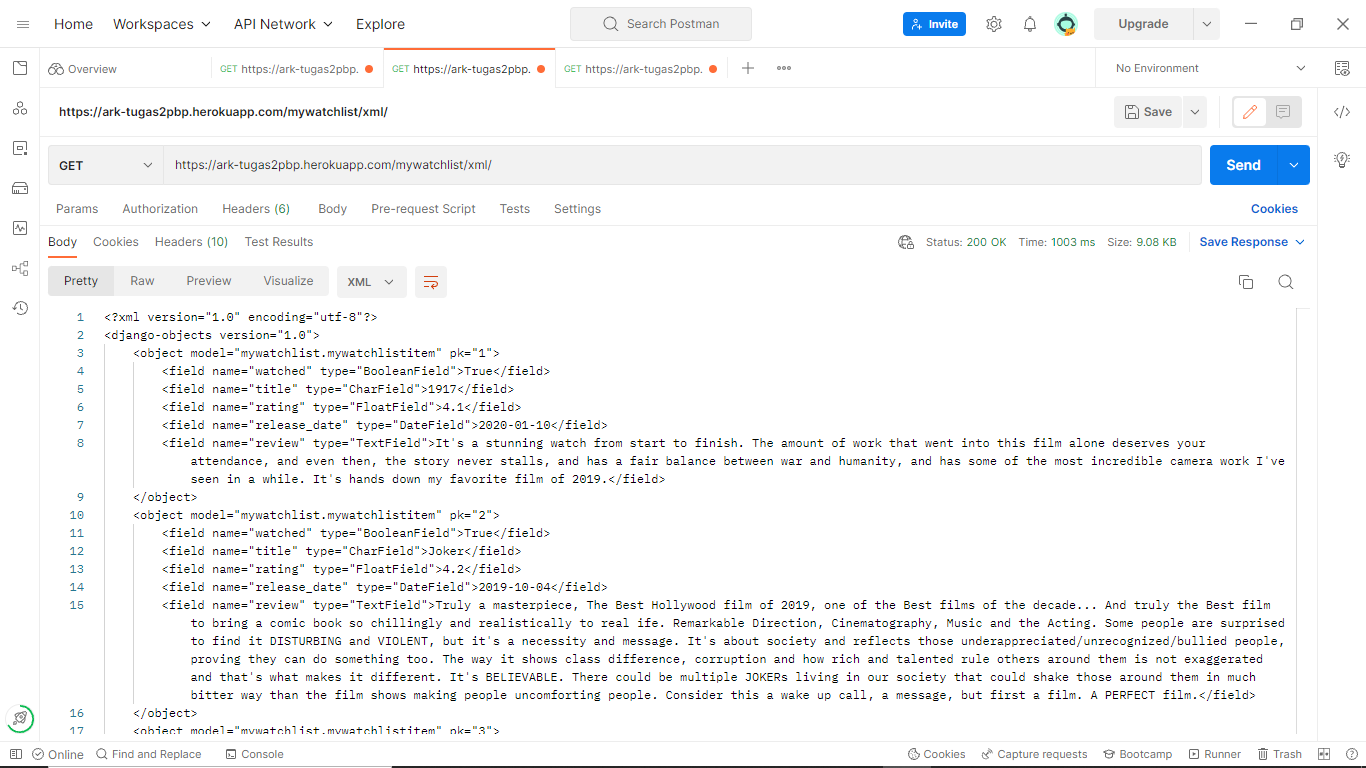 Home Workspaces API Network Explore Search Postman Invite Upgrade
Overview GET https://ark-tugas2pbp. GET https://ark-tugas2pbp. GET https://ark-tugas2pbp. No Environment
https://ark-tugas2pbp.herokuapp.com/mywatchlist/xml/ Save
GET https://ark-tugas2pbp.herokuapp.com/mywatchlist/xml/ Send
Params Authorization Headers (6) Body Pre-request Script Tests Settings Cookies
Body Cookies Headers (10) Test Results Status: 200 OK Time: 1003 ms Size: 9.08 KB Save Response
Pretty Raw Preview Visualize XML
1 <?xml version="1.0" encoding="utf-8"?>
2 <django-objects version="1.0">
3 <object model="mywatchlist.mywatchlistitem" pk="1">
4 <field name="watched" type="BooleanField">True</field>
5 <field name="title" type="CharField">1917</field>
6 <field name="rating" type="FloatField">4.1</field>
7 <field name="release_date" type="DateField">2020-01-10</field>
8 <field name="review" type="TextField">It's a stunning watch from start to finish. The amount of work that went into this film alone deserves your
attendance, and even then, the story never stalls, and has a fair balance between war and humanity, and has some of the most incredible camera work I've
seen in a while. It's hands down my favorite film of 2019.</field>
9 </object>
10 <object model="mywatchlist.mywatchlistitem" pk="2">
11 <field name="watched" type="BooleanField">True</field>
12 <field name="title" type="CharField">Joker</field>
13 <field name="rating" type="FloatField">4.2</field>
14 <field name="release_date" type="DateField">2019-10-04</field>
15 <field name="review" type="TextField">Truly a masterpiece, The Best Hollywood film of 2019, one of the Best films of the decade... And truly the Best film
to bring a comic book so chillingly and realistically to real ife. Remarkable Direction, Cinematography, Music and the Acting. Some people are surprised
to find it DISTURBING and VIOLENT, but it's a necessity and message. It's about society and reflects those underappreciated/unrecognized/bullied people,
proving they can do something too. The way it shows class difference, corruption and how rich and talented rule others around them is not exaggerated
and that's what makes it different. It's BELIEVABLE. There could be multiple JOKERs living in our society that could shake those around them in much
bitter way than the film shows making people uncomforting people. Consider this a wake up call, a message, but first a film. A PERFECT film.</field>
16 </object>
17 <object model="mywatchlist.mywatchlistitem" pk="3">
Online Find and Replace Console Cookies Capture requests Bootcamp Runner Trash